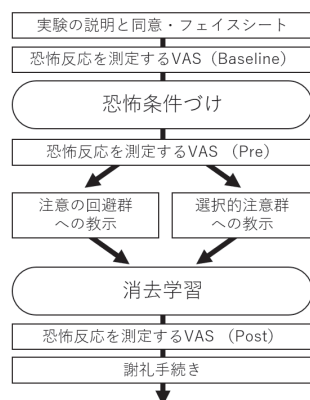 実験の説明と同意・フェイスシート
恐怖反応を測定するVAS（Baseline）
恐怖条件づけ
恐怖反応を測定するVAS （Pre）
注意の回避群
への教示
選択的注意群
への教示
消去学習
恐怖反応を測定するVAS （Post）
謝礼手続き